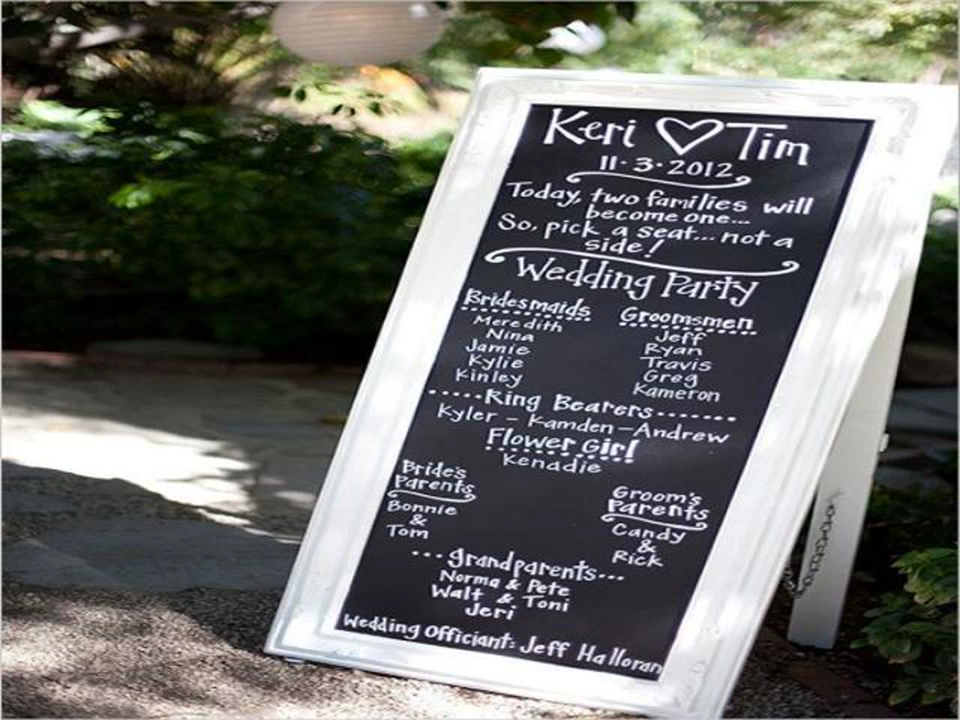 Keri ♡ Tim
11·3·2012
Today, two families will
become one...
So, pick a seat... not a
side!
Wedding Party
Bridesmaids
Meredith
Nina
Jamie
Kylie
Kinley
Groomsmen
Jeff
Ryan
Travis
Greg
Kameron
Ring Bearers
Kyler - Kamden - Andrew
Flower Girl
Kenadie
Bride's
Parents
Bonnie
&
Tom
Groom's
Parents
Candy
&
Rick
...grandparents...
Norma & Pete
Walt & Toni
Jeri
Wedding Officiant: Jeff Halloran